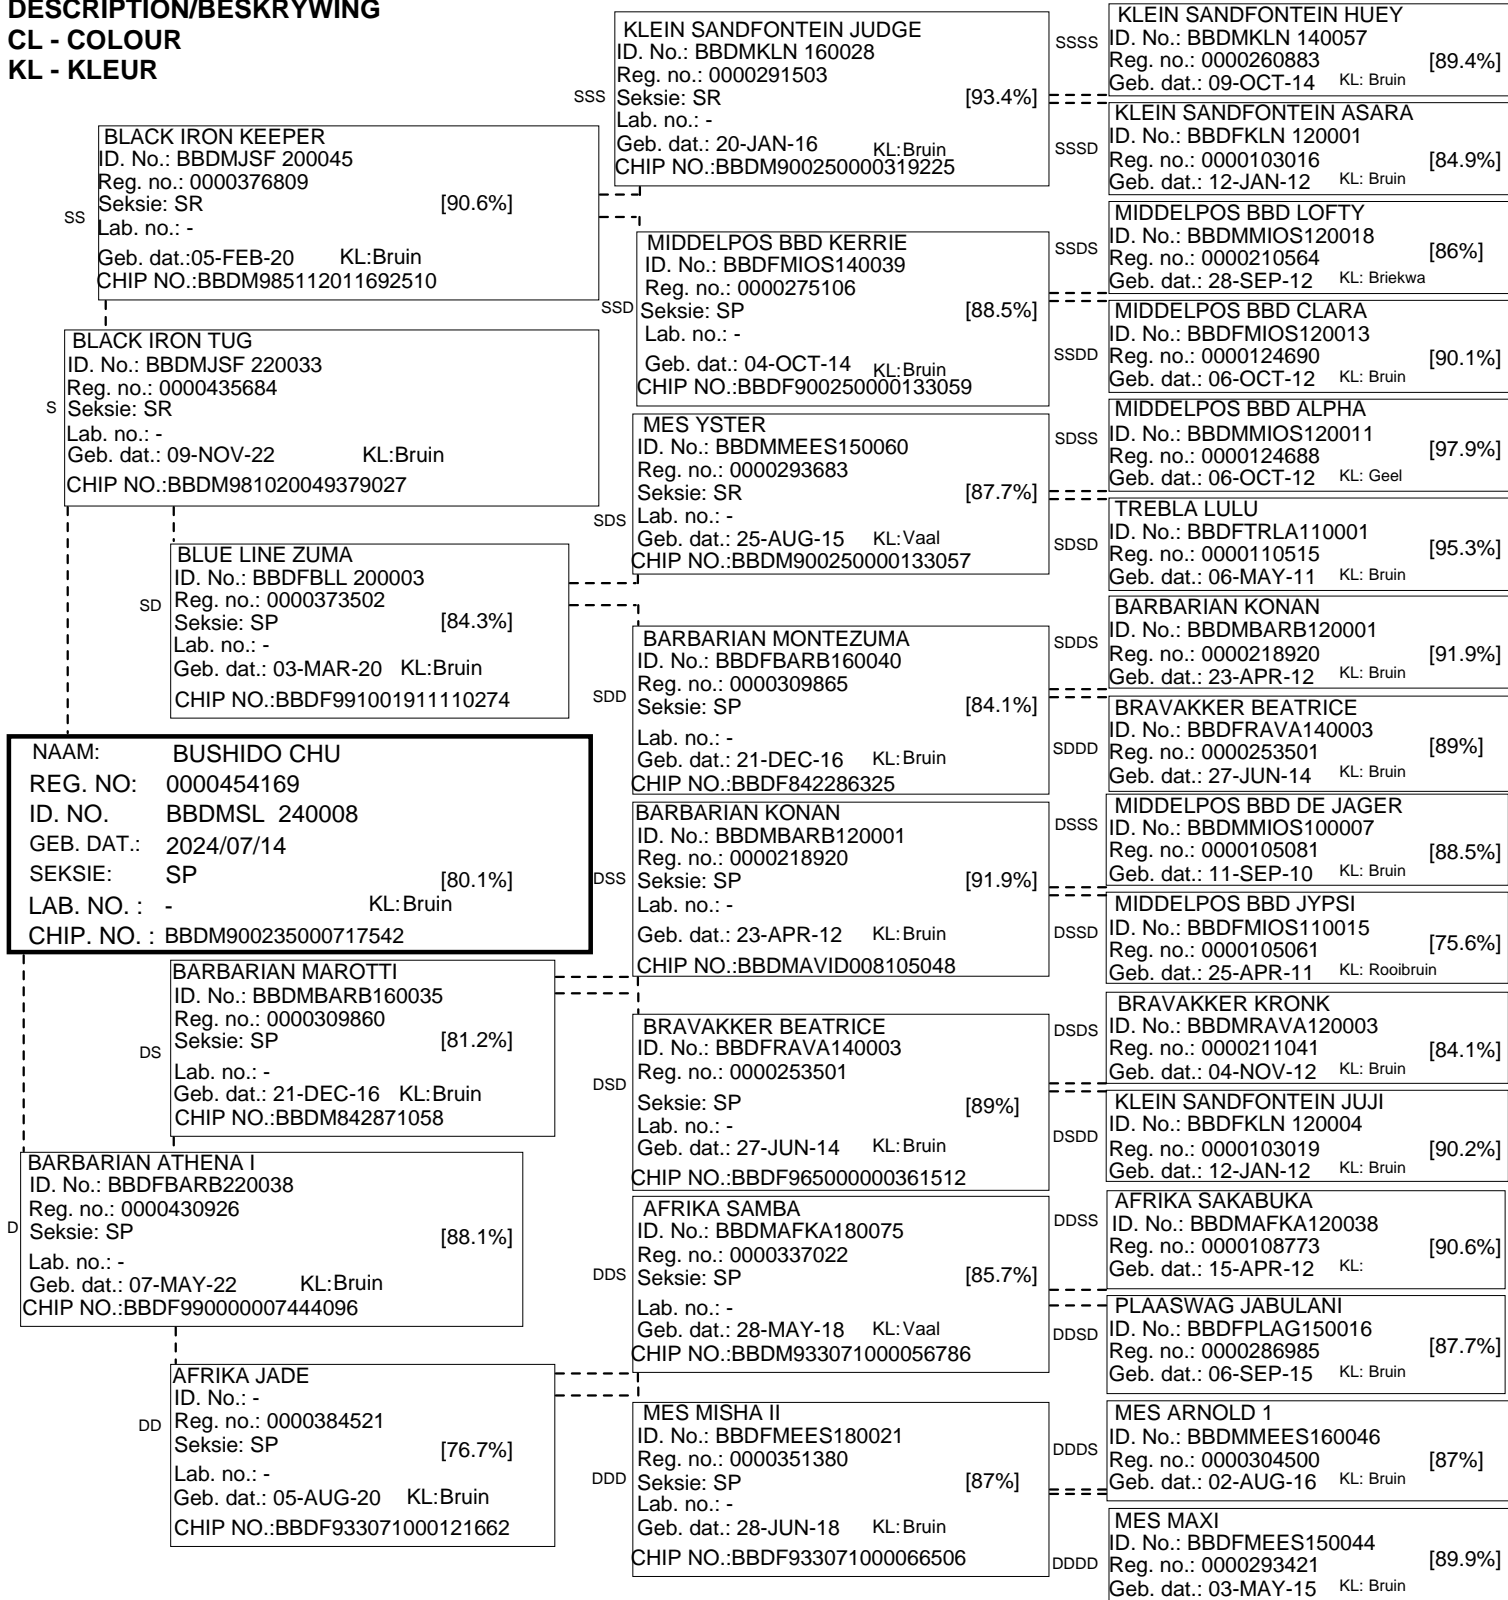 DESCRIPTION/BESKRYWING
CL - COLOUR
KL - KLEUR
SS
BLACK IRON KEEPER
ID. No.: BBDMJSF 200045
Reg. no.: 0000376809
Seksie: SR [90.6%]
Lab. no.: -
Geb. dat.:05-FEB-20 KL:Bruin
CHIP NO.:BBDM985112011692510
S
BLACK IRON TUG
ID. No.: BBDMJSF 220033
Reg. no.: 0000435684
Seksie: SR
Lab. no.: -
Geb. dat.: 09-NOV-22 KL:Bruin
CHIP NO.:BBDM981020049379027
SD
BLUE LINE ZUMA
ID. No.: BBDFBLL 200003
Reg. no.: 0000373502
Seksie: SP [84.3%]
Lab. no.: -
Geb. dat.: 03-MAR-20 KL:Bruin
CHIP NO.:BBDF991001911110274
NAAM: BUSHIDO CHU
REG. NO: 0000454169
ID. NO. BBDMSL 240008
GEB. DAT.: 2024/07/14
SEKSIE: SP [80.1%]
LAB. NO. : - KL:Bruin
CHIP. NO. : BBDM900235000717542
DS
BARBARIAN MAROTTI
ID. No.: BBDMBARB160035
Reg. no.: 0000309860
Seksie: SP [81.2%]
Lab. no.: -
Geb. dat.: 21-DEC-16 KL:Bruin
CHIP NO.:BBDM842871058
D
BARBARIAN ATHENA I
ID. No.: BBDFBARB220038
Reg. no.: 0000430926
Seksie: SP [88.1%]
Lab. no.: -
Geb. dat.: 07-MAY-22 KL:Bruin
CHIP NO.:BBDF990000007444096
DD
AFRIKA JADE
ID. No.: -
Reg. no.: 0000384521
Seksie: SP [76.7%]
Lab. no.: -
Geb. dat.: 05-AUG-20 KL:Bruin
CHIP NO.:BBDF933071000121662
SSS
KLEIN SANDFONTEIN JUDGE
ID. No.: BBDMKLN 160028
Reg. no.: 0000291503
Seksie: SR [93.4%]
Lab. no.: -
Geb. dat.: 20-JAN-16 KL:Bruin
CHIP NO.:BBDM900250000319225
SSD
MIDDELPOS BBD KERRIE
ID. No.: BBDFMIOS140039
Reg. no.: 0000275106
Seksie: SP [88.5%]
Lab. no.: -
Geb. dat.: 04-OCT-14 KL:Bruin
CHIP NO.:BBDF900250000133059
SDS
MES YSTER
ID. No.: BBDMMEES150060
Reg. no.: 0000293683
Seksie: SR [87.7%]
Lab. no.: -
Geb. dat.: 25-AUG-15 KL:Vaal
CHIP NO.:BBDM900250000133057
SDD
BARBARIAN MONTEZUMA
ID. No.: BBDFBARB160040
Reg. no.: 0000309865
Seksie: SP [84.1%]
Lab. no.: -
Geb. dat.: 21-DEC-16 KL:Bruin
CHIP NO.:BBDF842286325
DSS
BARBARIAN KONAN
ID. No.: BBDMBARB120001
Reg. no.: 0000218920
Seksie: SP [91.9%]
Lab. no.: -
Geb. dat.: 23-APR-12 KL:Bruin
CHIP NO.:BBDMAVID008105048
DSD
BRAVAKKER BEATRICE
ID. No.: BBDFRAVA140003
Reg. no.: 0000253501
Seksie: SP [89%]
Lab. no.: -
Geb. dat.: 27-JUN-14 KL:Bruin
CHIP NO.:BBDF965000000361512
DDS
AFRIKA SAMBA
ID. No.: BBDMAFKA180075
Reg. no.: 0000337022
Seksie: SP [85.7%]
Lab. no.: -
Geb. dat.: 28-MAY-18 KL:Vaal
CHIP NO.:BBDM933071000056786
DDD
MES MISHA II
ID. No.: BBDFMEES180021
Reg. no.: 0000351380
Seksie: SP [87%]
Lab. no.: -
Geb. dat.: 28-JUN-18 KL:Bruin
CHIP NO.:BBDF933071000066506
SSSS
KLEIN SANDFONTEIN HUEY
ID. No.: BBDMKLN 140057
Reg. no.: 0000260883 [89.4%]
Geb. dat.: 09-OCT-14 KL: Bruin
SSSD
KLEIN SANDFONTEIN ASARA
ID. No.: BBDFKLN 120001
Reg. no.: 0000103016 [84.9%]
Geb. dat.: 12-JAN-12 KL: Bruin
SSDS
MIDDELPOS BBD LOFTY
ID. No.: BBDMMIOS120018
Reg. no.: 0000210564 [86%]
Geb. dat.: 28-SEP-12 KL: Briekwa
SSDD
MIDDELPOS BBD CLARA
ID. No.: BBDFMIOS120013
Reg. no.: 0000124690 [90.1%]
Geb. dat.: 06-OCT-12 KL: Bruin
SDSS
MIDDELPOS BBD ALPHA
ID. No.: BBDMMIOS120011
Reg. no.: 0000124688 [97.9%]
Geb. dat.: 06-OCT-12 KL: Geel
SDSD
TREBLA LULU
ID. No.: BBDFTRLA110001
Reg. no.: 0000110515 [95.3%]
Geb. dat.: 06-MAY-11 KL: Bruin
SDDS
BARBARIAN KONAN
ID. No.: BBDMBARB120001
Reg. no.: 0000218920 [91.9%]
Geb. dat.: 23-APR-12 KL: Bruin
SDDD
BRAVAKKER BEATRICE
ID. No.: BBDFRAVA140003
Reg. no.: 0000253501 [89%]
Geb. dat.: 27-JUN-14 KL: Bruin
DSSS
MIDDELPOS BBD DE JAGER
ID. No.: BBDMMIOS100007
Reg. no.: 0000105081 [88.5%]
Geb. dat.: 11-SEP-10 KL: Bruin
DSSD
MIDDELPOS BBD JYPSI
ID. No.: BBDFMIOS110015
Reg. no.: 0000105061 [75.6%]
Geb. dat.: 25-APR-11 KL: Rooibruin
DSDS
BRAVAKKER KRONK
ID. No.: BBDMRAVA120003
Reg. no.: 0000211041 [84.1%]
Geb. dat.: 04-NOV-12 KL: Bruin
DSDD
KLEIN SANDFONTEIN JUJI
ID. No.: BBDFKLN 120004
Reg. no.: 0000103019 [90.2%]
Geb. dat.: 12-JAN-12 KL: Bruin
DDSS
AFRIKA SAKABUKA
ID. No.: BBDMAFKA120038
Reg. no.: 0000108773 [90.6%]
Geb. dat.: 15-APR-12 KL:
DDSD
PLAASWAG JABULANI
ID. No.: BBDFPLAG150016
Reg. no.: 0000286985 [87.7%]
Geb. dat.: 06-SEP-15 KL: Bruin
DDDS
MES ARNOLD 1
ID. No.: BBDMMEES160046
Reg. no.: 0000304500 [87%]
Geb. dat.: 02-AUG-16 KL: Bruin
DDDD
MES MAXI
ID. No.: BBDFMEES150044
Reg. no.: 0000293421 [89.9%]
Geb. dat.: 03-MAY-15 KL: Bruin